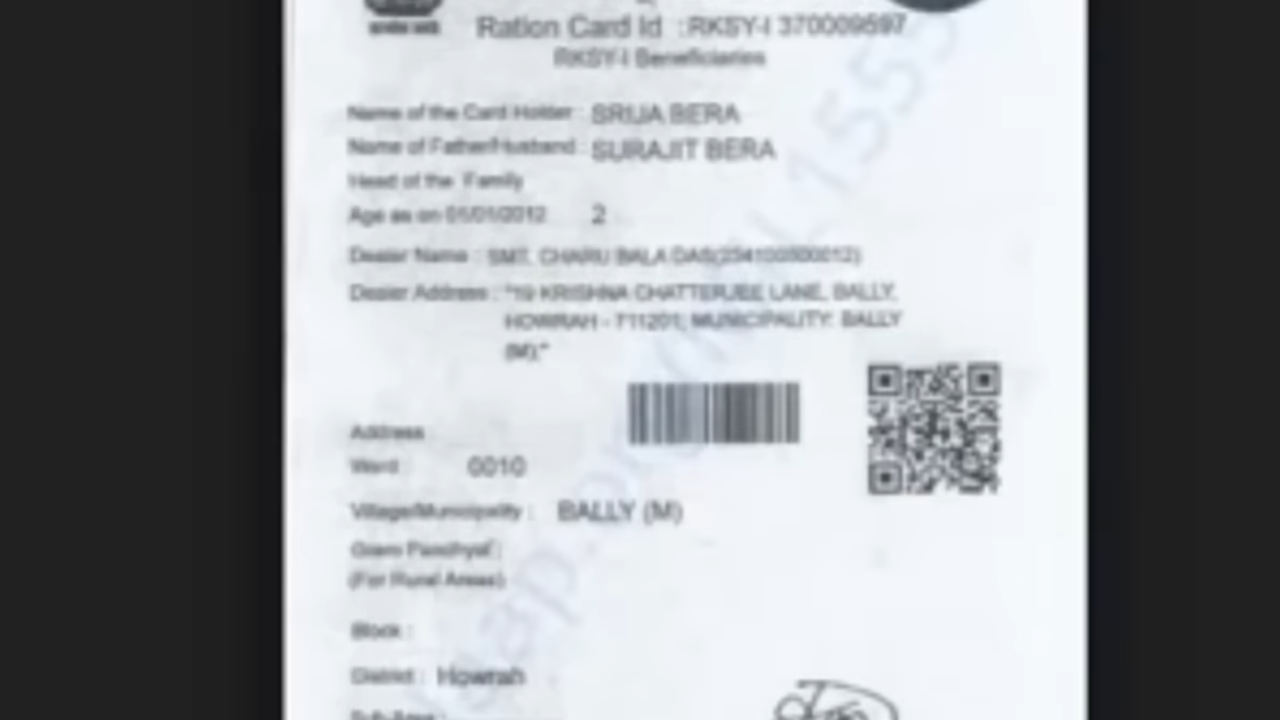 Ration Card Id :RKSY-I 370009597
RKSY-I Beneficiaries
Name of the Card Holder : SRIJA BERA
Name of Father/Husband : SURAJIT BERA
Head of the Family
Age as on 01/01/2012 2
Dealer Name : SMT. CHARU BALA DAS
Dealer Address : "19 KRISHNA CHATTERJEE LANE, BALLY,
HOWRAH - 711201, MUNICIPALITY: BALLY
(M),"
Address
Ward : 0010
Village/Municipality : BALLY (M)
Gram Panchyat :
(For Rural Areas)
Block :
District : Howrah
Sub-Area :